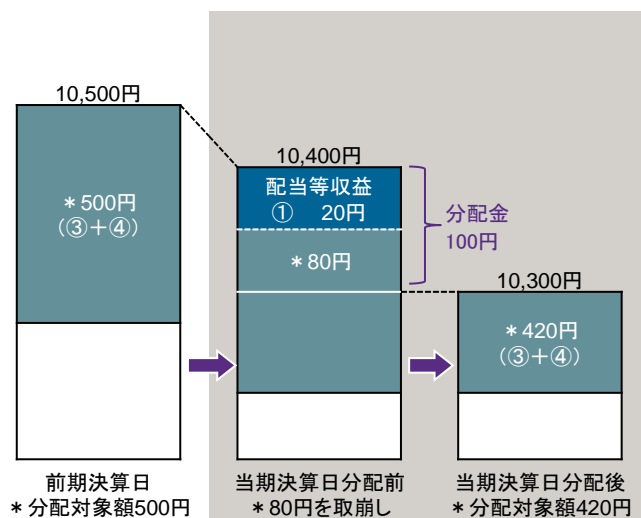 10,500円
*500円
(③+④)
10,400円
配当等収益
① 20円
*80円
分配金
100円
10,300円
*420円
(③+④)
前期決算日
*分配対象額500円
当期決算日分配前
*80円を取崩し
当期決算日分配後
*分配対象額420円